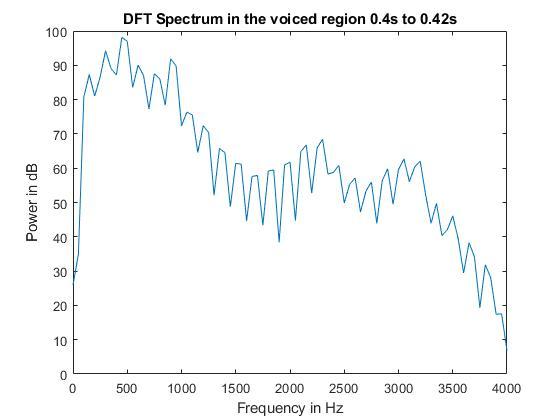 DFT Spectrum in the voiced region 0.4s to 0.42s
100
90
80
70
60
50
40
30
20
10
0
Power in dB
0 500 1000 1500 2000 2500 3000 3500 4000
Frequency in Hz